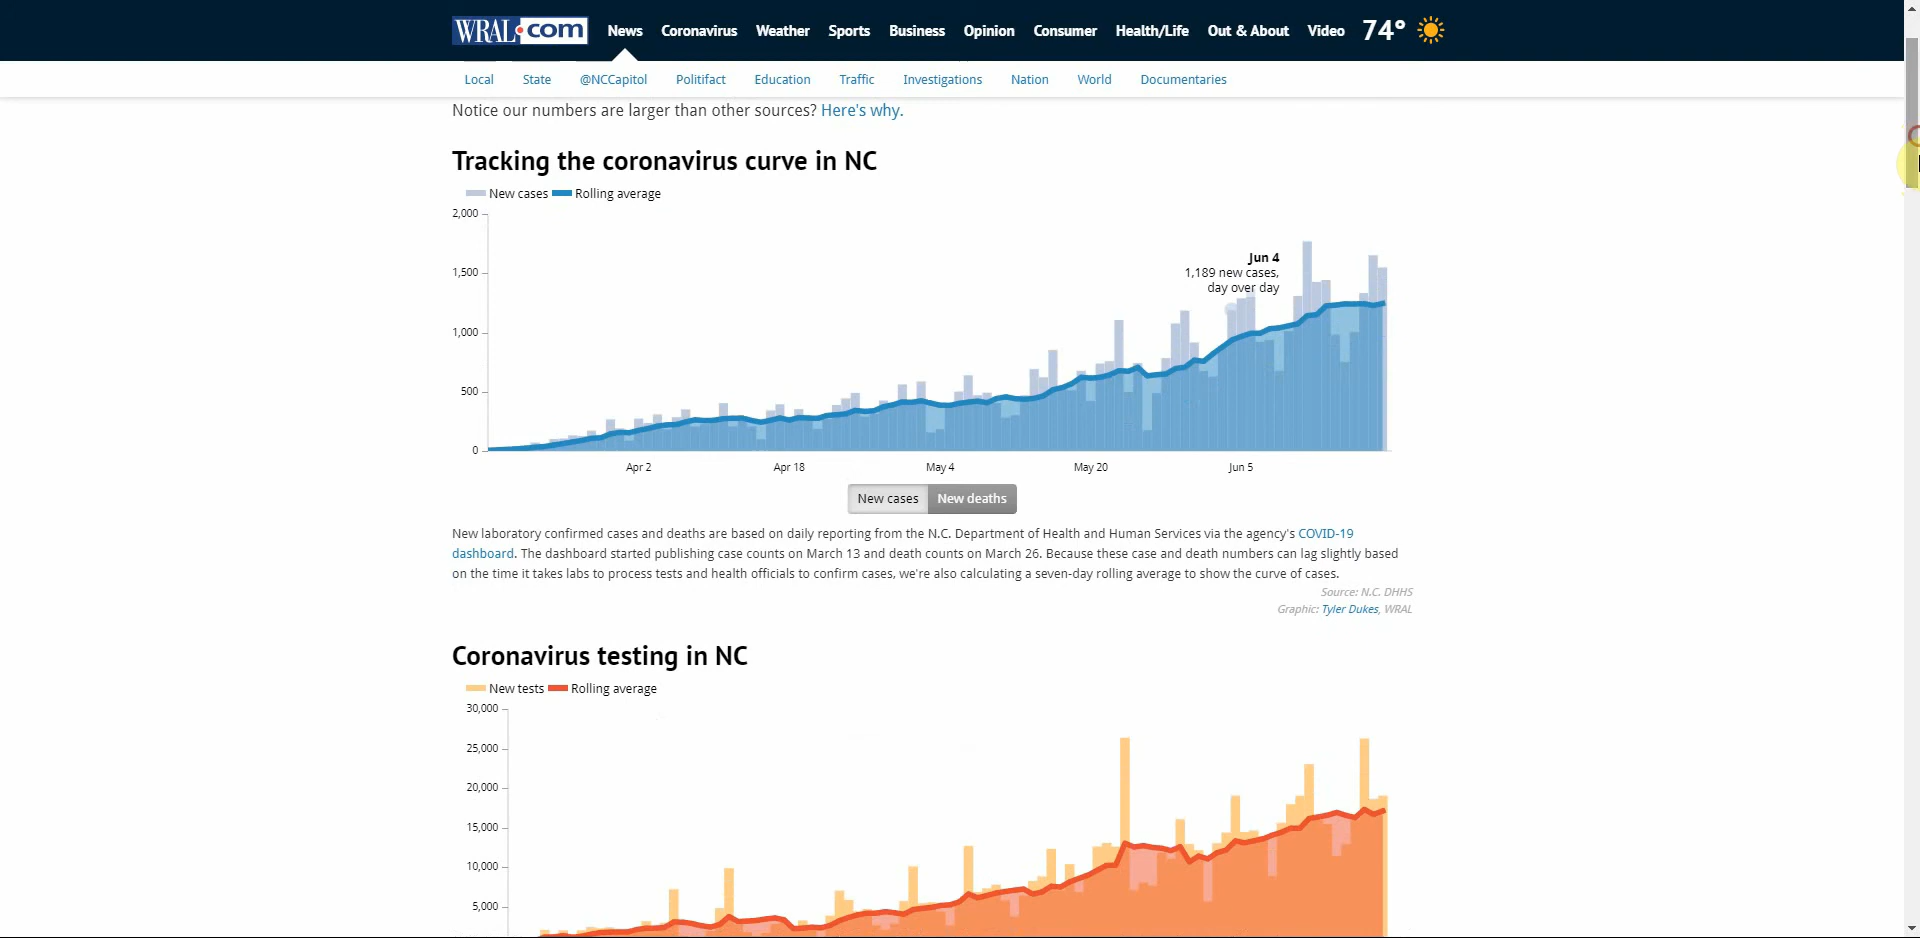 WRAL.com News Coronavirus Weather Sports Business Opinion Consumer Health/Life Out & About Video 74°
Local State @NCCapitol Politifact Education Traffic Investigations Nation World Documentaries
Notice our numbers are larger than other sources? Here's why.
Tracking the coronavirus curve in NC
New cases Rolling average
2,000
Jun 4
1,500
1,189 new cases,
day over day
1,000
500
0
Apr 2 Apr 18 May 4 May 20 Jun 5
New cases New deaths
New laboratory confirmed cases and deaths are based on daily reporting from the N.C. Department of Health and Human Services via the agency's COVID-19
dashboard. The dashboard started publishing case counts on March 13 and death counts on March 26. Because these case and death numbers can lag slightly based
on the time it takes labs to process tests and health officials to confirm cases, we're also calculating a seven-day rolling average to show the curve of cases.
Source: N.C. DHHS
Graphic: Tyler Dukes, WRAL
Coronavirus testing in NC
New tests Rolling average
30,000
25,000
20,000
15,000
10,000
5,000